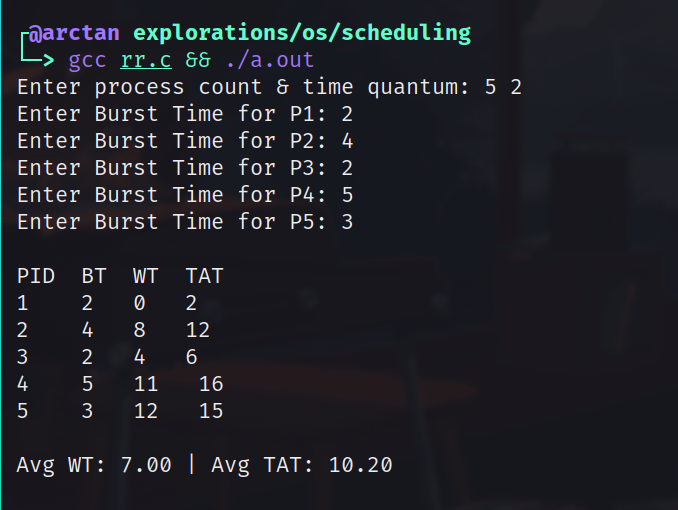 ┌@arctan explorations/os/scheduling
└─> gcc rr.c && ./a.out
Enter process count & time quantum: 5 2
Enter Burst Time for P1: 2
Enter Burst Time for P2: 4
Enter Burst Time for P3: 2
Enter Burst Time for P4: 5
Enter Burst Time for P5: 3

PID  BT  WT  TAT
1    2   0   2
2    4   8   12
3    2   4   6
4    5   11   16
5    3   12   15

Avg WT: 7.00 | Avg TAT: 10.20